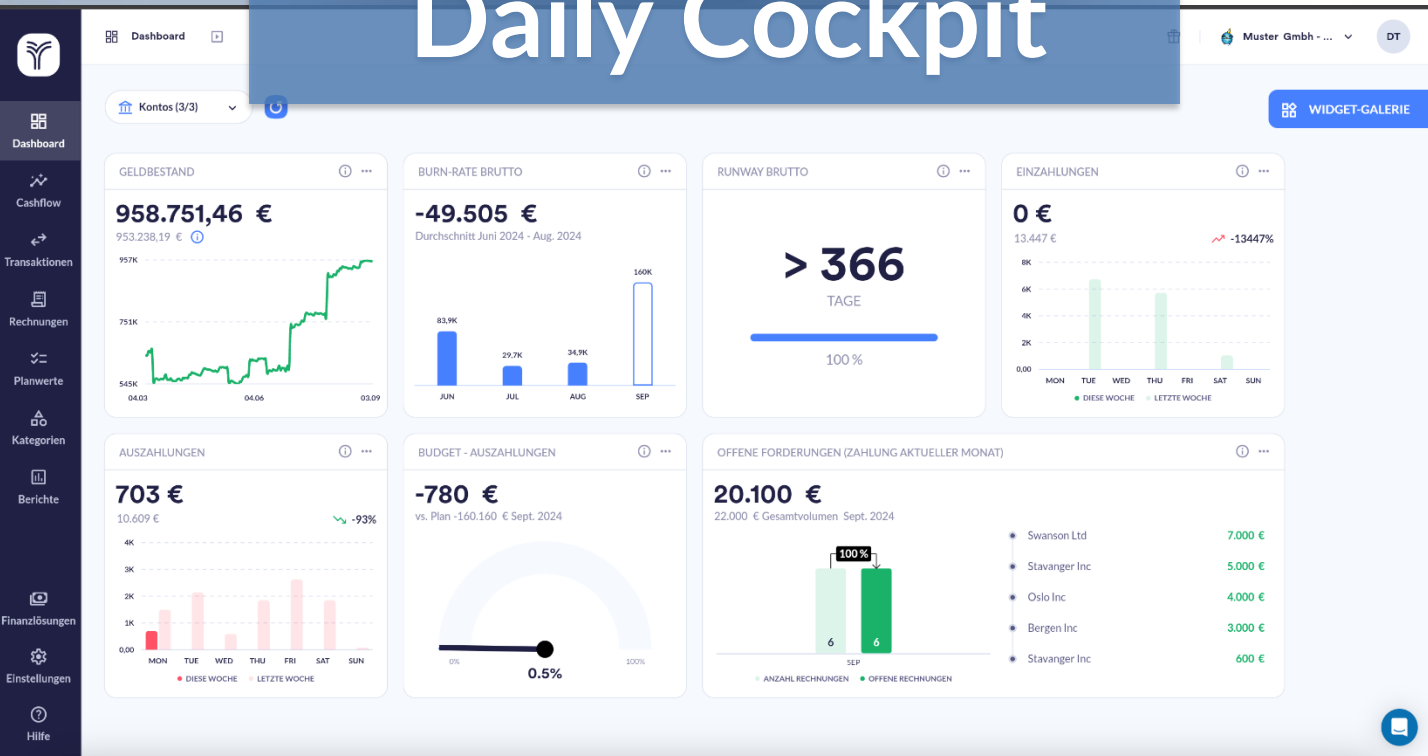 Daily Cockpit
Dashboard
Muster Gmbh - ...
DT
Kontos (3/3)
WIDGET-GALERIE
Dashboard
Cashflow
Transaktionen
Rechnungen
Planwerte
Kategorien
Berichte
Finanzlösungen
Einstellungen
Hilfe
GELDBESTAND
958.751,46 €
953.238,19 €
957K
751K
545K
04.03 04.06 03.09
BURN-RATE BRUTTO
-49.505 €
Durchschnitt Juni 2024 - Aug. 2024
160K
83,9K
29,7K
34,9K
JUN JUL AUG SEP
RUNWAY BRUTTO
> 366
TAGE
100 %
EINZAHLUNGEN
0 €
13.447 €
-13447%
8K
6K
4K
2K
0,00
MON TUE WED THU FRI SAT SUN
DIESE WOCHE LETZTE WOCHE
AUSZAHLUNGEN
703 €
10.609 €
-93%
4K
3K
2K
1K
0,00
MON TUE WED THU FRI SAT SUN
DIESE WOCHE LETZTE WOCHE
BUDGET - AUSZAHLUNGEN
-780 €
vs. Plan -160.160 € Sept. 2024
0% 100%
0.5%
OFFENE FORDERUNGEN (ZAHLUNG AKTUELLER MONAT)
20.100 €
22.000 € Gesamtvolumen Sept. 2024
100 %
6 6
SEP
ANZAHL RECHNUNGEN OFFENE RECHNUNGEN
Swanson Ltd 7.000 €
Stavanger Inc 5.000 €
Oslo Inc 4.000 €
Bergen Inc 3.000 €
Stavanger Inc 600 €